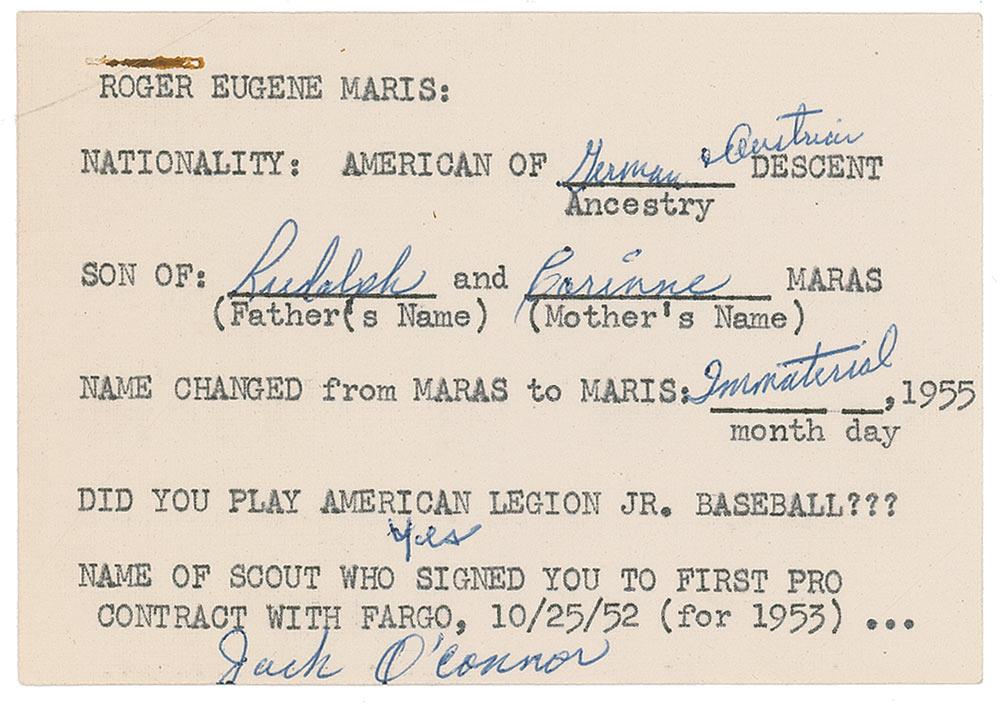 ROGER EUGENE MARIS:
NATIONALITY: AMERICAN OF German & Austrian DESCENT
Ancestry
SON OF: Rudolph and Corinne MARAS
(Father(s Name) (Mother's Name)
NAME CHANGED from MARAS to MARIS: Immaterial, 1955
month day
DID YOU PLAY AMERICAN LEGION JR. BASEBALL???
Yes
NAME OF SCOUT WHO SIGNED YOU TO FIRST PRO
CONTRACT WITH FARGO, 10/25/52 (for 1953) ...
Jack O'Connor